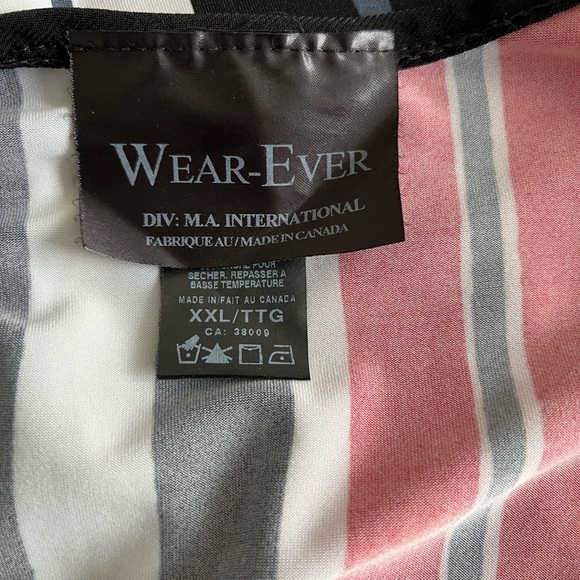 WEAR-EVER
DIV: M.A. INTERNATIONAL
FABRIQUE AU/MADE IN CANADA
POUR
SECHER, REPASSER A
BASSE TEMPERATURE
MADE IN/FAIT AU CANADA
XXL/TTG
CA: 38009